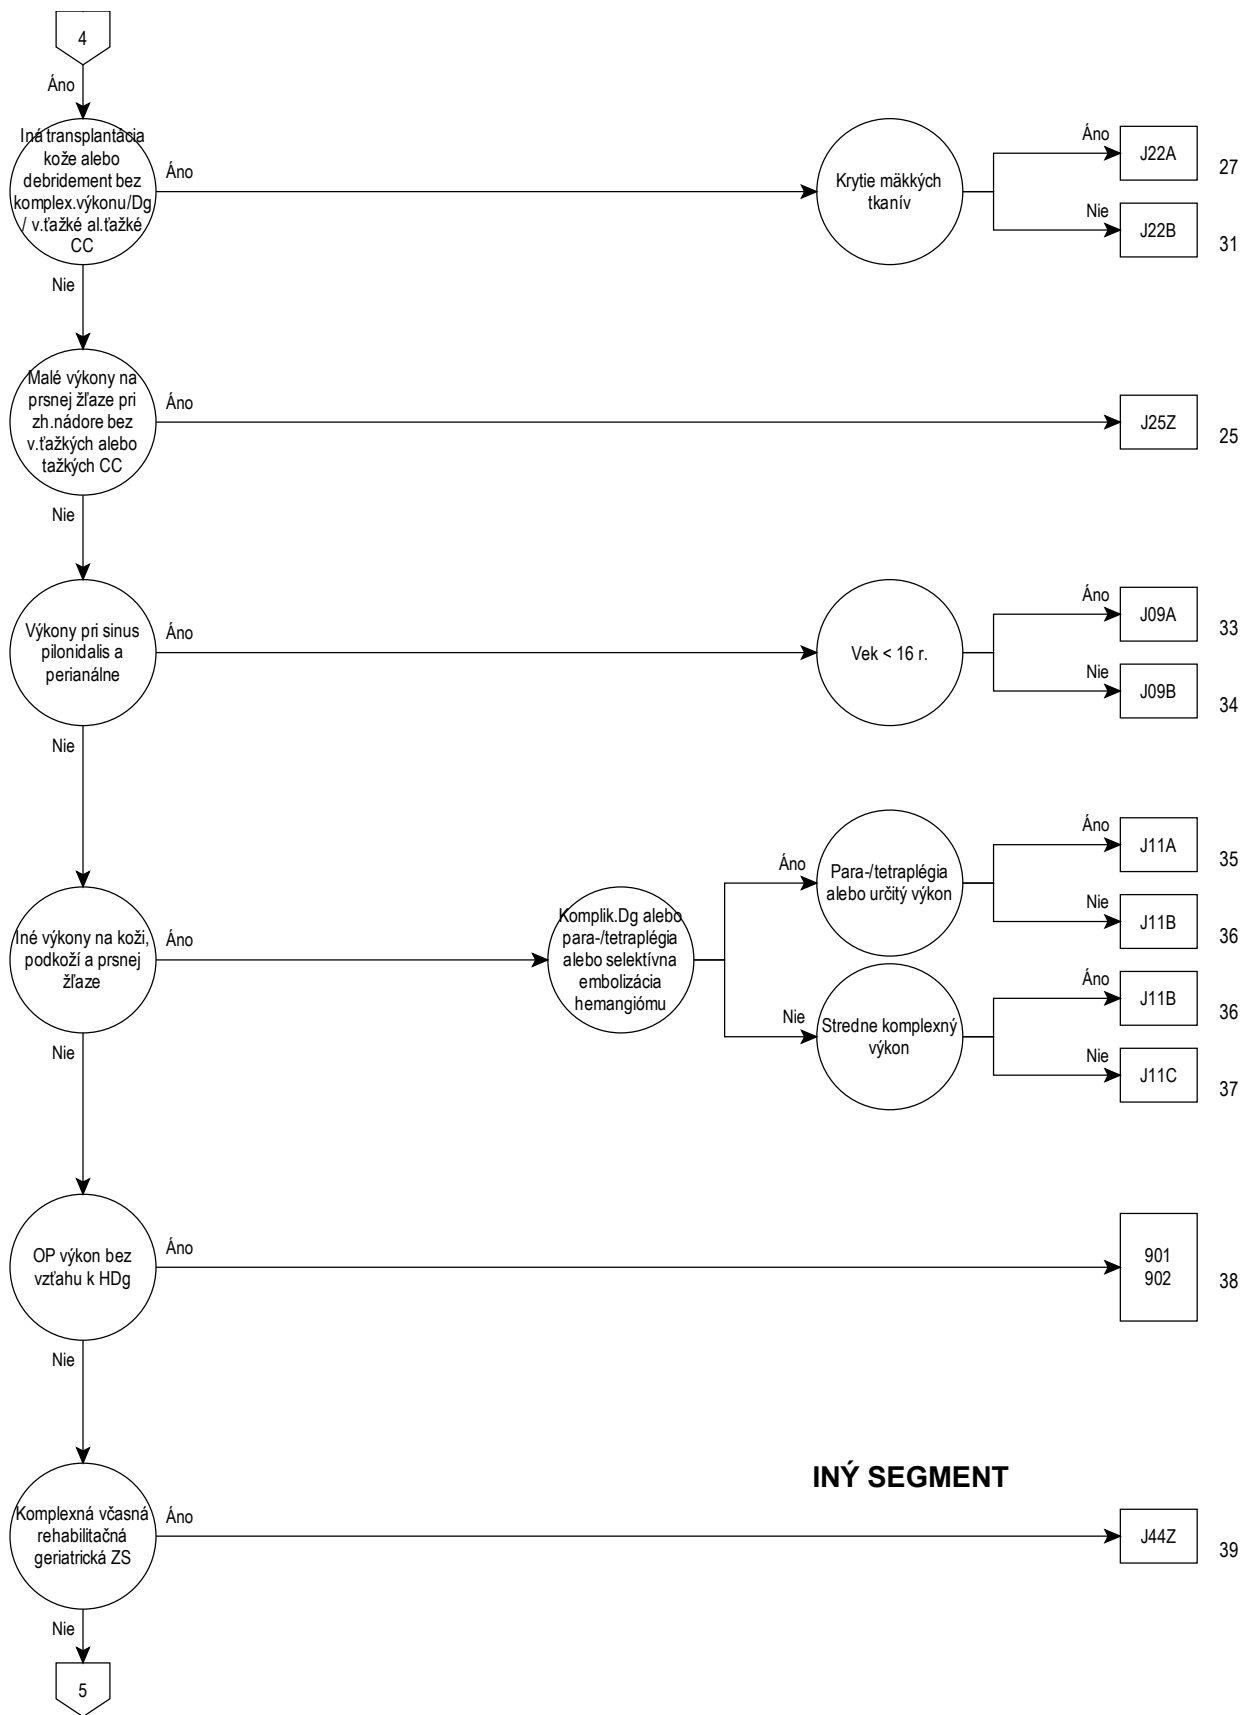 4
Áno
Iná transplantácia
kože alebo
debridement bez
komplex.výkonu/Dg
/ v.ťažké al.ťažké
CC
Áno
Krytie mäkkých
tkanív
Áno
J22A
27
Nie
J22B
31
Nie
Malé výkony na
prsnej žľaze pri
zh.nádore bez
v.ťažkých alebo
tažkých CC
Áno
J25Z
25
Nie
Výkony pri sinus
pilonidalis a
perianálne
Áno
Vek < 16 r.
Áno
J09A
33
Nie
J09B
34
Nie
Iné výkony na koži,
podkoží a prsnej
žľaze
Áno
Komplik.Dg alebo
para-/tetraplégia
alebo selektívna
embolizácia
hemangiómu
Áno
Para-/tetraplégia
alebo určitý výkon
Áno
J11A
35
Nie
J11B
36
Nie
Stredne komplexný
výkon
Áno
J11B
36
Nie
J11C
37
Nie
OP výkon bez
vzťahu k HDg
Áno
901
902
38
Nie
INÝ SEGMENT
Komplexná včasná
rehabilitačná
geriatrická ZS
Áno
J44Z
39
Nie
5